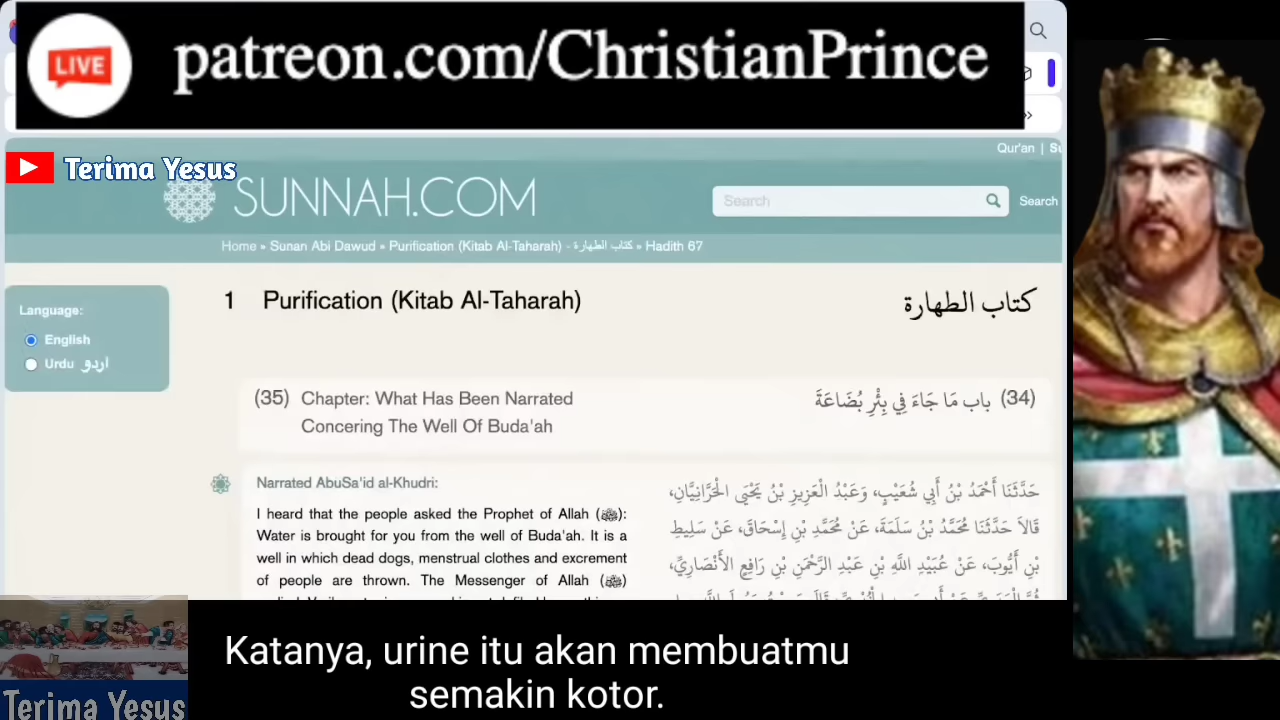 LIVE
patreon.com/ChristianPrince
Terima Yesus
Qur'an |
SUNNAH.COM
Search
Search
Home » Sunan Abi Dawud » Purification (Kitab Al-Taharah) - كتاب الطهارة » Hadith 67
Language:
English
Urdu اردو
1 Purification (Kitab Al-Taharah)
كتاب الطهارة
(35) Chapter: What Has Been Narrated
Concering The Well Of Buda'ah
(34) باب مَا جَاءَ فِي بِئْرِ بُضَاعَةَ
Narrated AbuSa'id al-Khudri:
I heard that the people asked the Prophet of Allah (ﷺ):
Water is brought for you from the well of Buda'ah. It is a
well in which dead dogs, menstrual clothes and excrement
of people are thrown. The Messenger of Allah (ﷺ)
حَدَّثَنَا أَحْمَدُ بْنُ أَبِي شُعَيْبٍ، وَعَبْدُ الْعَزِيزِ بْنُ يَحْيَى الْحَرَّانِيَّانِ،
قَالاَ حَدَّثَنَا مُحَمَّدُ بْنُ سَلَمَةَ، عَنْ مُحَمَّدِ بْنِ إِسْحَاقَ، عَنْ سَلِيطِ
بْنِ أَيُّوبَ، عَنْ عُبَيْدِ اللَّهِ بْنِ عَبْدِ الرَّحْمَنِ بْنِ رَافِعٍ الأَنْصَارِيِّ،
Katanya, urine itu akan membuatmu
semakin kotor.
Terima Yesus